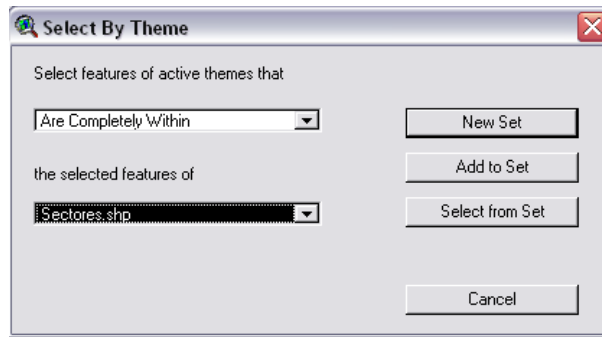 Select By Theme
Select features of active themes that
Are Completely Within
New Set
the selected features of
Add to Set
Sectores.shp
Select from Set
Cancel